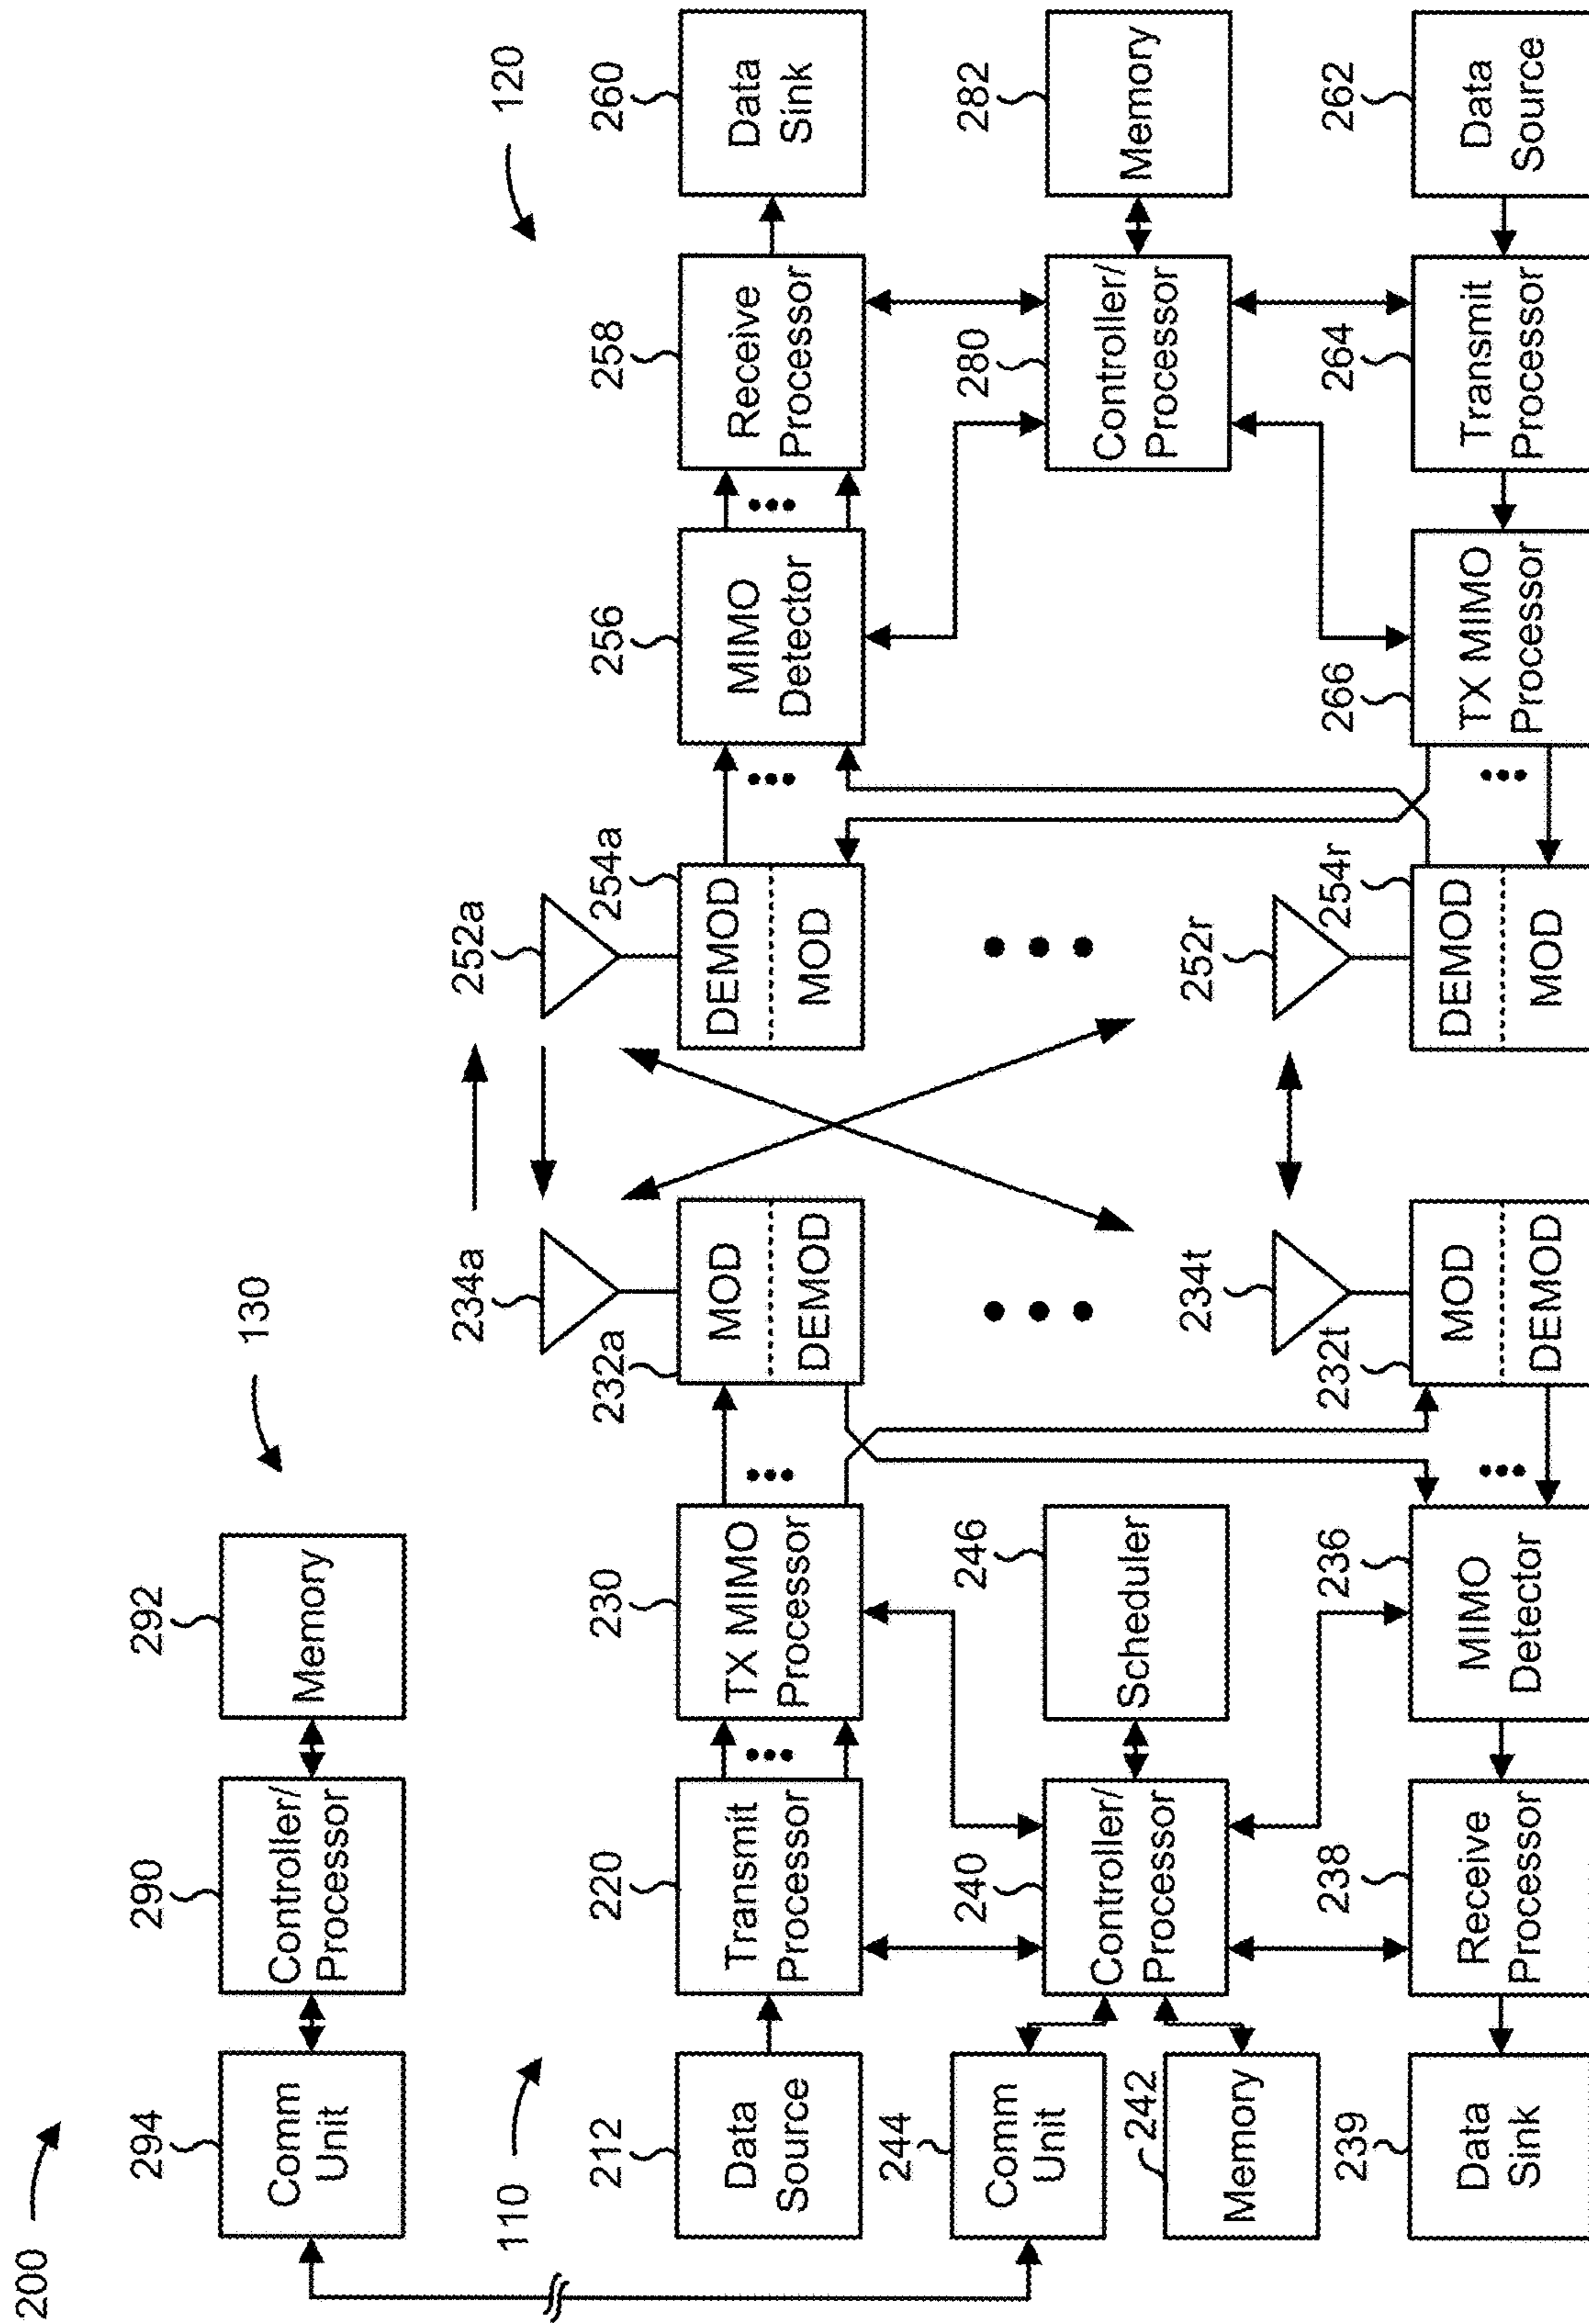 200
130
294
290
292
Comm
Unit
Controller/
Processor
Memory
110
120
234a
252a
212
220
230
232a
254a
256
258
260
Data
Source
Transmit
Processor
TX MIMO
Processor
MOD
DEMOD
DEMOD
MOD
MIMO
Detector
Receive
Processor
Data
Sink
244
240
246
280
282
Comm
Unit
Controller/
Processor
Scheduler
Controller/
Processor
Memory
242
Memory
234t
252r
239
238
236
232t
254r
266
264
262
Data
Sink
Receive
Processor
MIMO
Detector
MOD
DEMOD
DEMOD
MOD
TX MIMO
Processor
Transmit
Processor
Data
Source